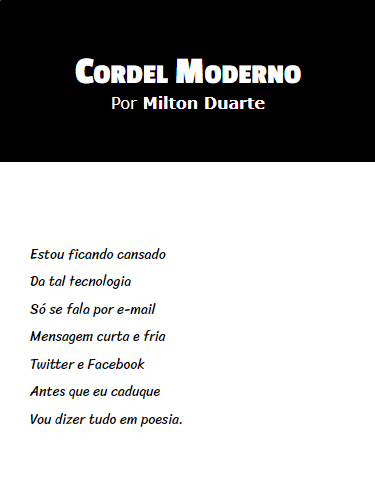 Cordel Moderno
Por Milton Duarte
Estou ficando cansado
Da tal tecnologia
Só se fala por e-mail
Mensagem curta e fria
Twitter e Facebook
Antes que eu caduque
Vou dizer tudo em poesia.